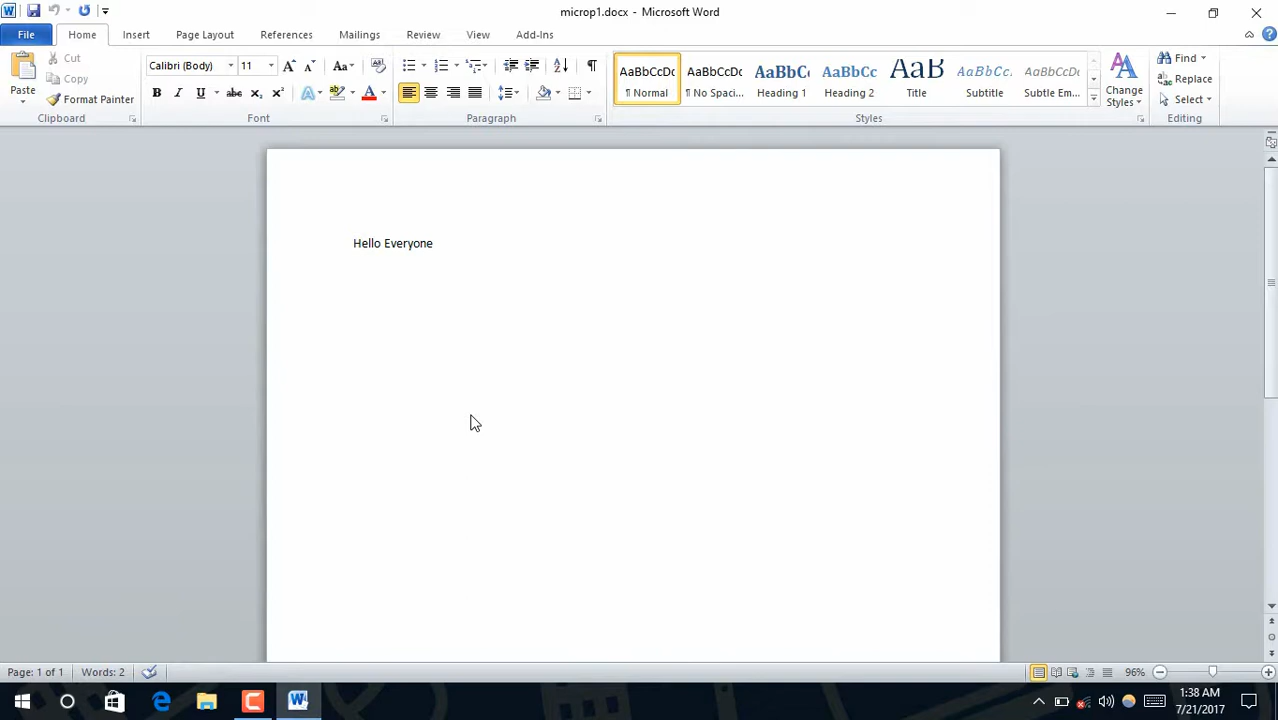 microp1.docx - Microsoft Word
File Home Insert Page Layout References Mailings Review View Add-Ins
Paste
Cut
Copy
Format Painter
Clipboard
Calibri (Body) 11
Font
Paragraph
AaBbCcDc AaBbCcDc AaBbC AaBbCc AaB AaBbCc. AaBbCcDc
¶ Normal ¶ No Spaci... Heading 1 Heading 2 Title Subtitle Subtle Em...
Change
Styles
Styles
Find
Replace
Select
Editing
Hello Everyone
Page: 1 of 1 Words: 2 96%
1:38 AM
7/21/2017